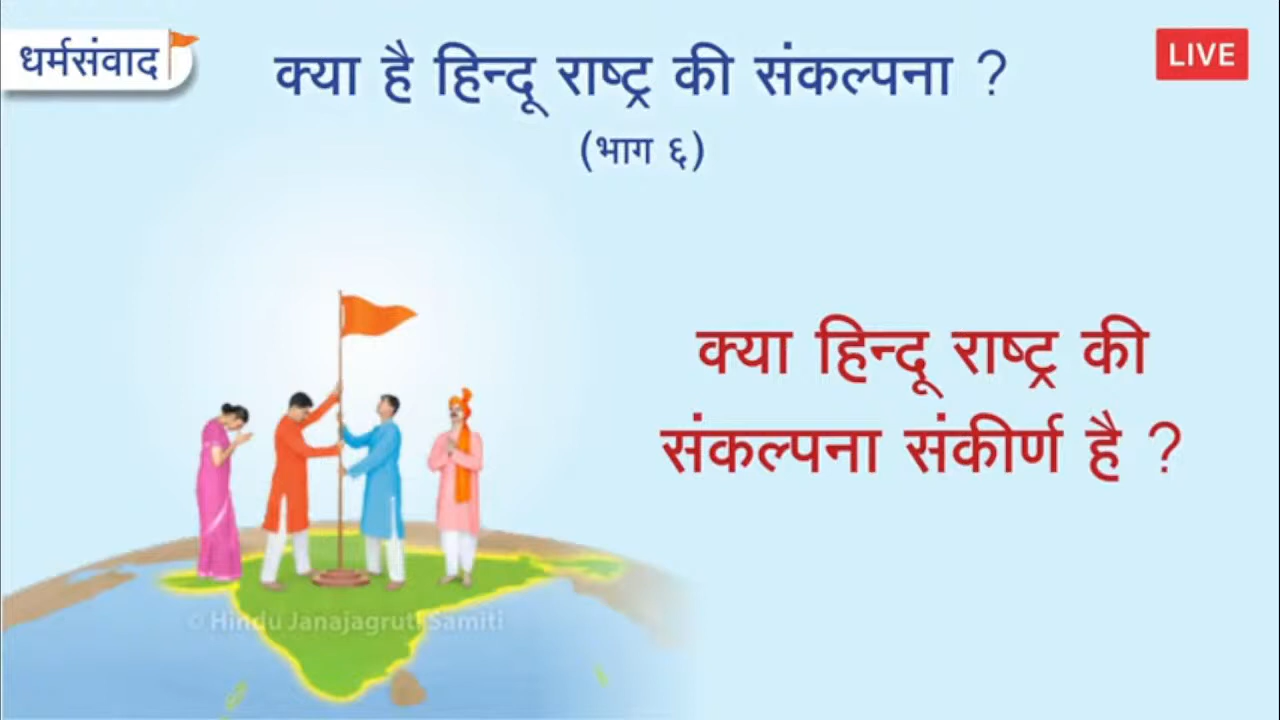 धर्मसंवाद
क्या है हिन्दू राष्ट्र की संकल्पना ?
LIVE
(भाग ६)
क्या हिन्दू राष्ट्र की
संकल्पना संकीर्ण है ?
© Hindu Janajagruti Samiti